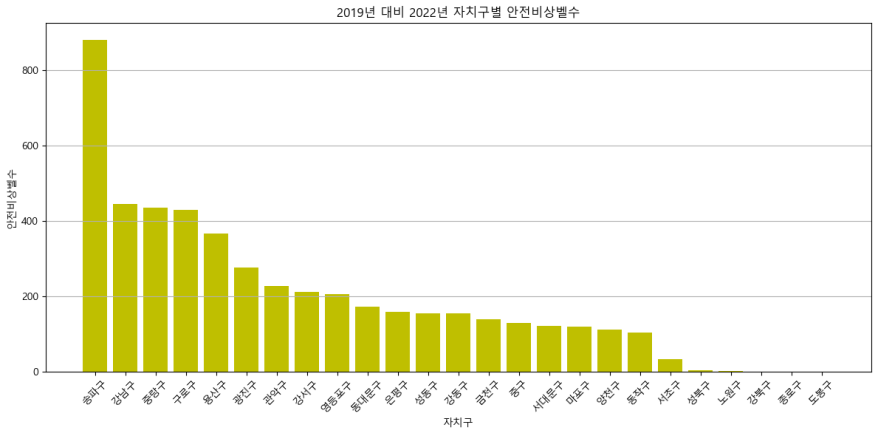 2019년 대비 2022년 자치구별 안전비상벨수
안전비상벨수
800
600
400
200
0
송파구 강남구 중랑구 구로구 용산구 광진구 관악구 강서구 영등포구 동대문구 은평구 성동구 강동구 금천구 중구 서대문구 마포구 양천구 동작구 서초구 성북구 노원구 강북구 종로구 도봉구
자치구